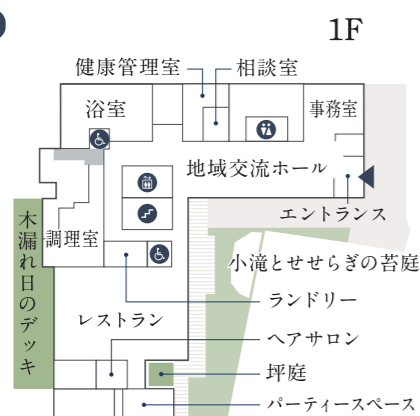 1F
健康管理室
相談室
浴室
事務室
地域交流ホール
エントランス
調理室
木漏れ日のデッキ
小滝とせせらぎの苔庭
ランドリー
レストラン
ヘアサロン
坪庭
パーティースペース